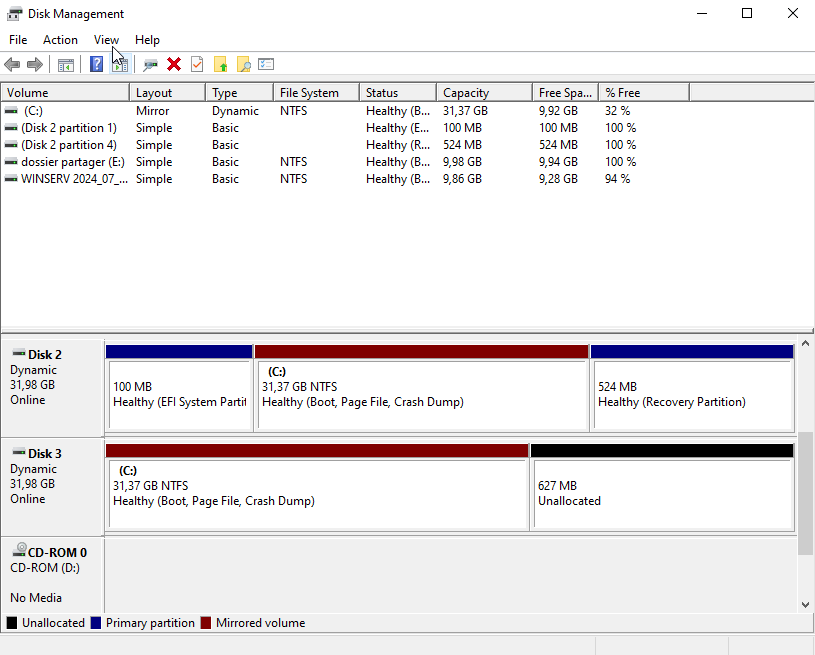 Disk Management
File Action View Help
Volume Layout Type File System Status Capacity Free Spa... % Free
(C:) Mirror Dynamic NTFS Healthy (B... 31,37 GB 9,92 GB 32 %
(Disk 2 partition 1) Simple Basic Healthy (E... 100 MB 100 MB 100 %
(Disk 2 partition 4) Simple Basic Healthy (R... 524 MB 524 MB 100 %
dossier partager (E:) Simple Basic NTFS Healthy (B... 9,98 GB 9,94 GB 100 %
WINSERV 2024_07_... Simple Basic NTFS Healthy (B... 9,86 GB 9,28 GB 94 %
Disk 2
Dynamic
31,98 GB
Online
100 MB
Healthy (EFI System Partit
(C:)
31,37 GB NTFS
Healthy (Boot, Page File, Crash Dump)
524 MB
Healthy (Recovery Partition)
Disk 3
Dynamic
31,98 GB
Online
(C:)
31,37 GB NTFS
Healthy (Boot, Page File, Crash Dump)
627 MB
Unallocated
CD-ROM 0
CD-ROM (D:)
No Media
Unallocated Primary partition Mirrored volume